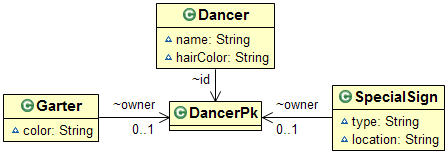 Dancer
name: String
hairColor: String
~id
Garter
color: String
~owner
0..1
DancerPk
~owner
0..1
SpecialSign
type: String
location: String